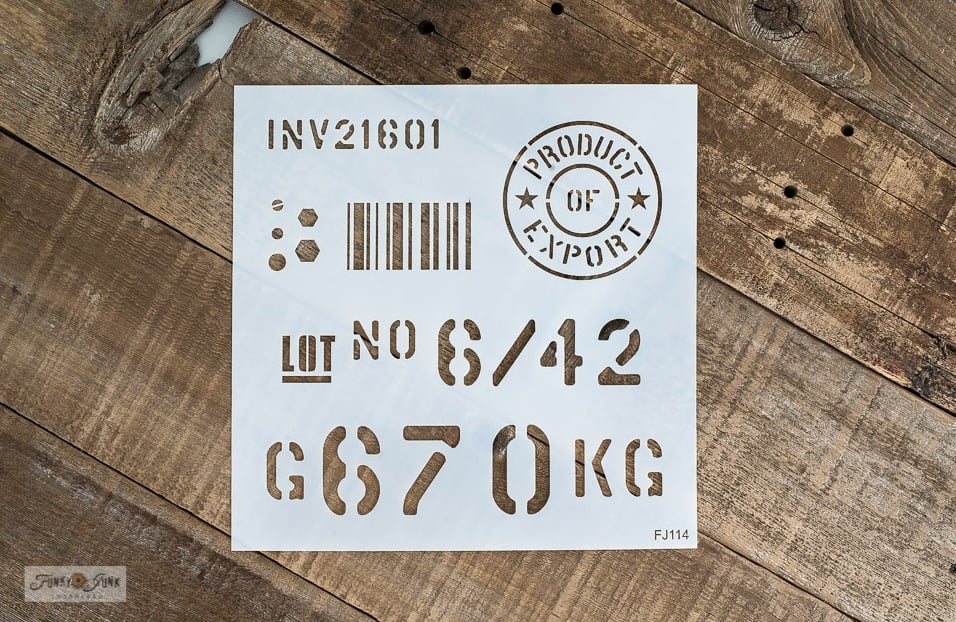 INV21601
PRODUCT
OF
EXPORT
LOT NO 6/42
G670KG
FJ114
FUNKY JUNK